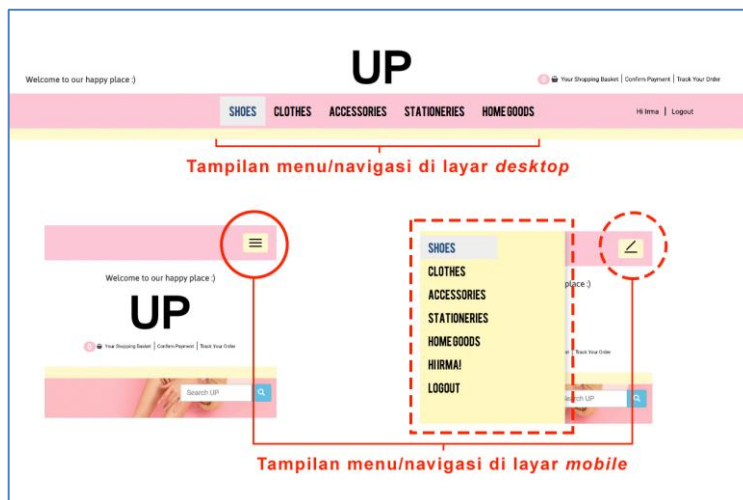 UP
Welcome to our happy place :)
0 Your Shopping Basket | Confirm Payment | Track Your Order
SHOES CLOTHES ACCESSORIES STATIONERIES HOME GOODS
Hi Irma | Logout
Tampilan menu/navigasi di layar desktop
Welcome to our happy place :)
UP
0 Your Shopping Basket | Confirm Payment | Track Your Order
Search UP
SHOES
CLOTHES
ACCESSORIES
STATIONERIES
HOME GOODS
HI IRMA!
LOGOUT
place :)
Track Your Order
Search UP
Tampilan menu/navigasi di layar mobile